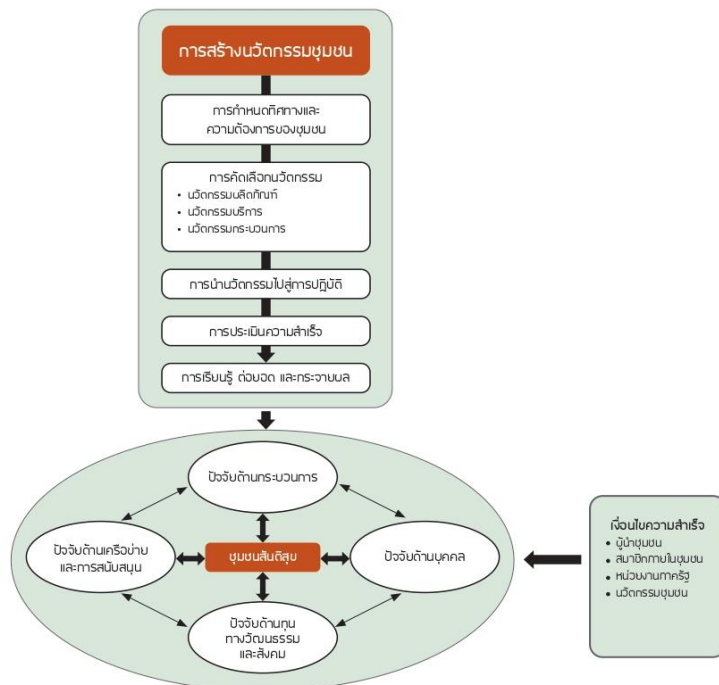 การสร้างนวัตกรรมชุมชน
การกำหนดทิศทางและ
ความต้องการของชุมชน
การคัดเลือกนวัตกรรม
• นวัตกรรมผลิตภัณฑ์
• นวัตกรรมบริการ
• นวัตกรรมกระบวนการ
การนำนวัตกรรมไปสู่การปฏิบัติ
การประเมินความสำเร็จ
การเรียนรู้ ต่อยอด และกระจายบล
ปัจจัยด้านกระบวนการ
ปัจจัยด้านเครือข่าย
และการสนับสนุน
ชุมชนสันติสุข
ปัจจัยด้านบุคคล
ปัจจัยด้านทุน
ทางวัฒนธรรม
และสังคม
เงื่อนไขความสำเร็จ
• ผู้นำชุมชน
• สมาชิกภายในชุมชน
• หน่วยงานภาครัฐ
• นวัตกรรมชุมชน